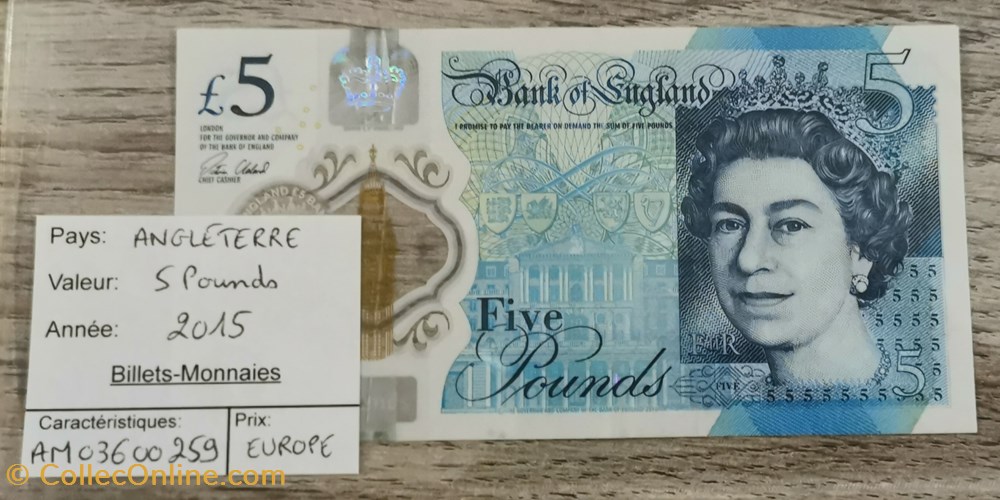 £5
LONDON
FOR THE GOVERNOR AND COMPANY
OF THE BANK OF ENGLAND
CHIEF CASHIER
Bank of England
I PROMISE TO PAY THE BEARER ON DEMAND THE SUM OF FIVE POUNDS
5
Five
Pounds
FIVE
5
Pays: ANGLETERRE
Valeur: 5 Pounds
Année: 2015
Billets-Monnaies
Caractéristiques:
AM03600259
Prix:
EUROPE
© CollecOnline.com